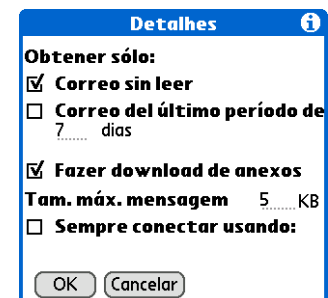 Detalhes
Obtener sólo:
Correo sin leer
Correo del último período de
7 dias
Fazer download de anexos
Tam. máx. mensagem 5 KB
Sempre conectar usando:
OK Cancelar